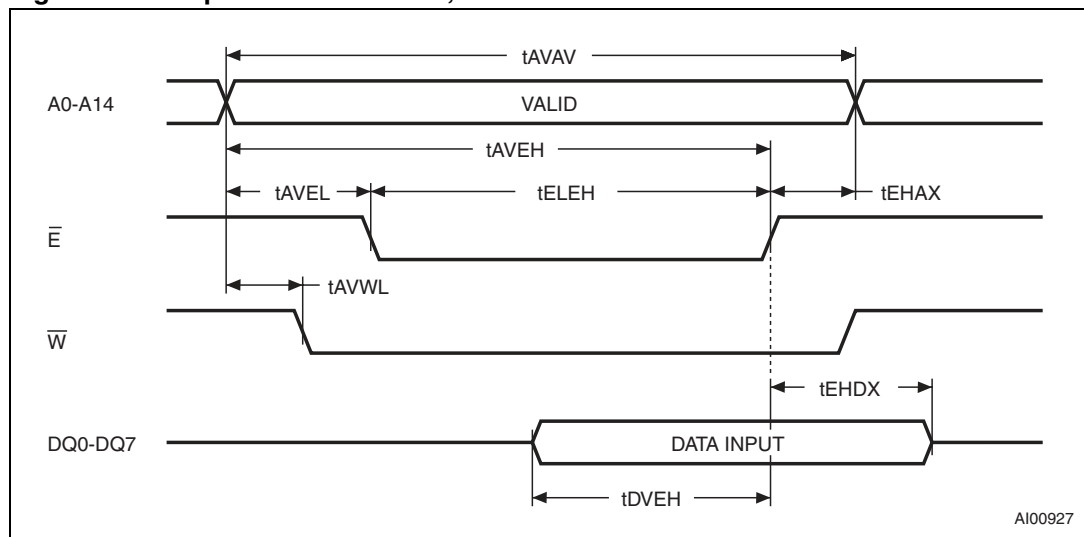 tAVAV
A0-A14
VALID
tAVEH
tAVEL
tELEH
tEHAX
E̅
tAVWL
W̅
tEHDX
DQ0-DQ7
DATA INPUT
tDVEH
AI00927